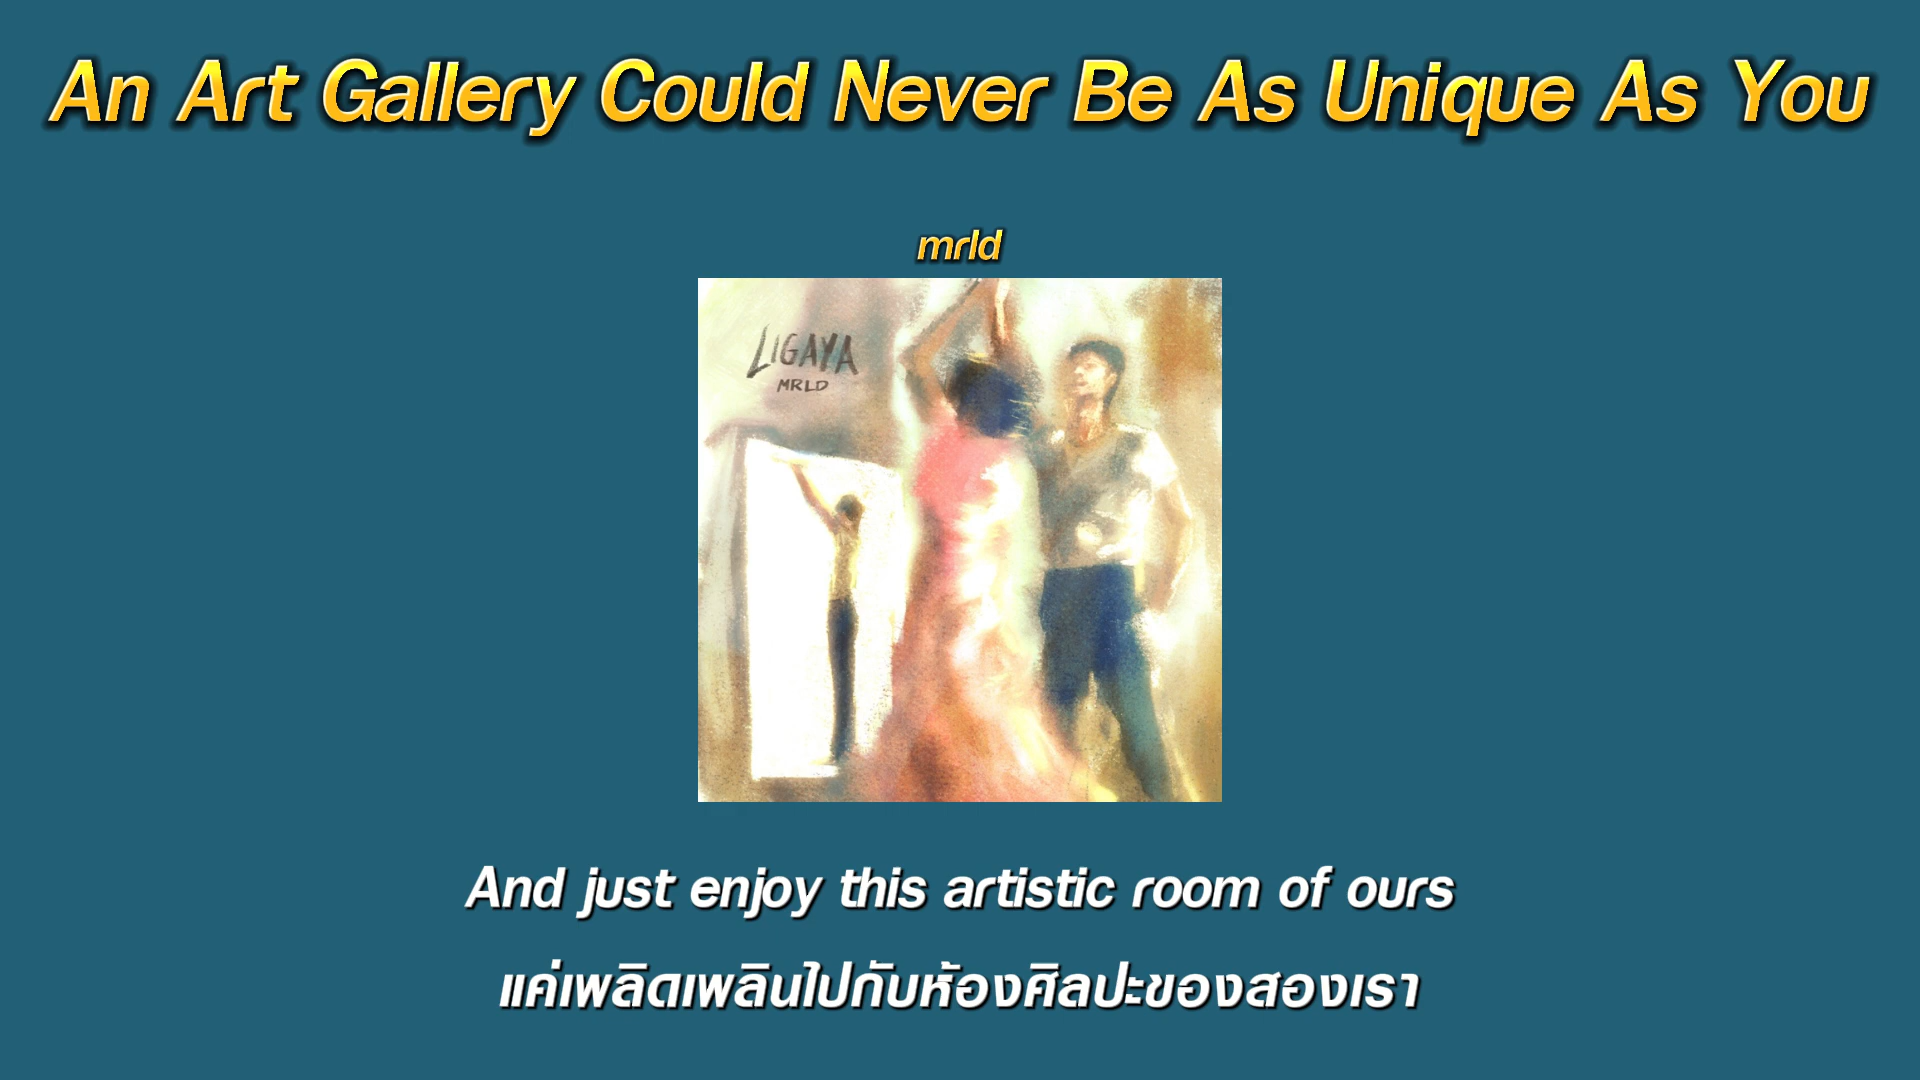 An Art Gallery Could Never Be As Unique As You
mrld
LIGAYA
MRLD
And just enjoy this artistic room of ours
แค่เพลิดเพลินไปกับห้องศิลปะของสองเรา